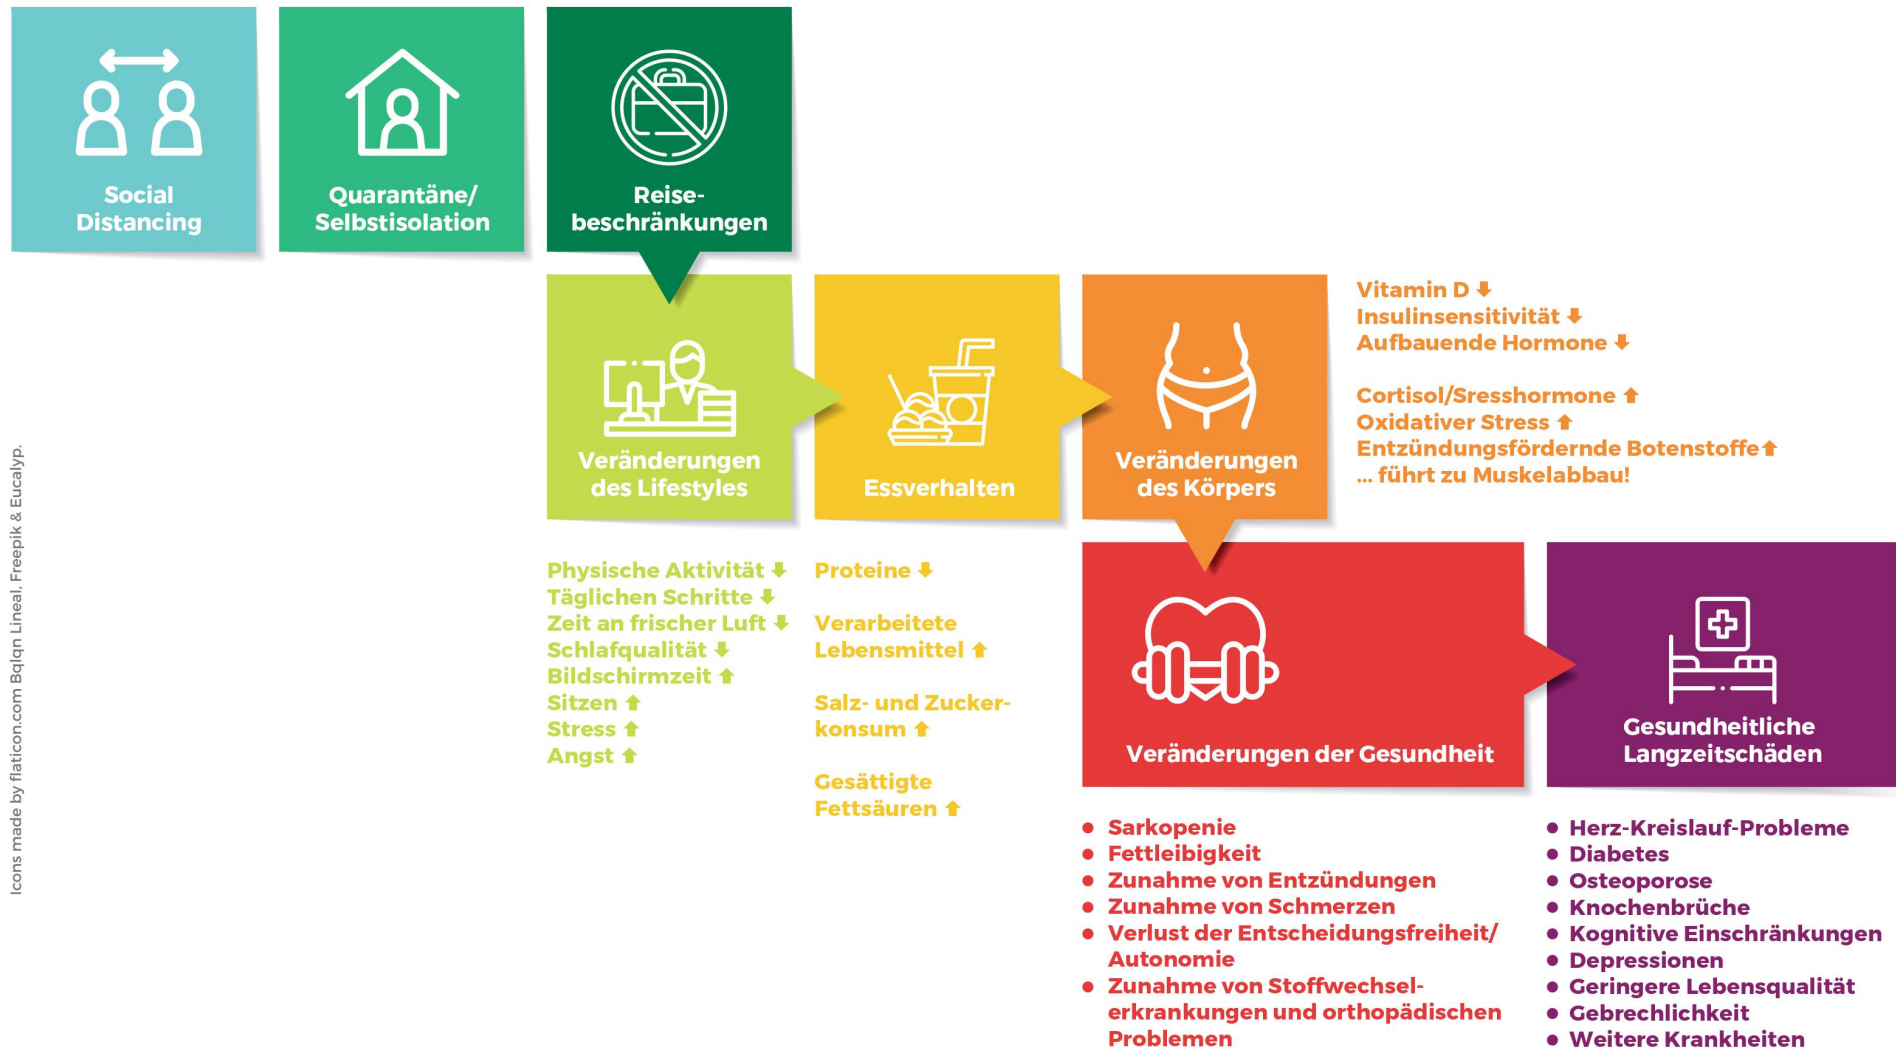 Social
Distancing
Quarantäne/
Selbstisolation
Reise-
beschränkungen
Veränderungen
des Lifestyles
Essverhalten
Veränderungen
des Körpers
Vitamin D ⬇
Insulinsensitivität ⬇
Aufbauende Hormone ⬇
Cortisol/Sresshormone ⬆
Oxidativer Stress ⬆
Entzündungsfördernde Botenstoffe⬆
... führt zu Muskelabbau!
Physische Aktivität ⬇
Täglichen Schritte ⬇
Zeit an frischer Luft ⬇
Schlafqualität ⬇
Bildschirmzeit ⬆
Sitzen ⬆
Stress ⬆
Angst ⬆
Proteine ⬇
Verarbeitete
Lebensmittel ⬆
Salz- und Zucker-
konsum ⬆
Gesättigte
Fettsäuren ⬆
Veränderungen der Gesundheit
Gesundheitliche
Langzeitschäden
• Sarkopenie
• Fettleibigkeit
• Zunahme von Entzündungen
• Zunahme von Schmerzen
• Verlust der Entscheidungsfreiheit/
Autonomie
• Zunahme von Stoffwechsel-
erkrankungen und orthopädischen
Problemen
• Herz-Kreislauf-Probleme
• Diabetes
• Osteoporose
• Knochenbrüche
• Kognitive Einschränkungen
• Depressionen
• Geringere Lebensqualität
• Gebrechlichkeit
• Weitere Krankheiten
Icons made by flaticon.com Bqlqn Lineal, Freepik & Eucalyp.